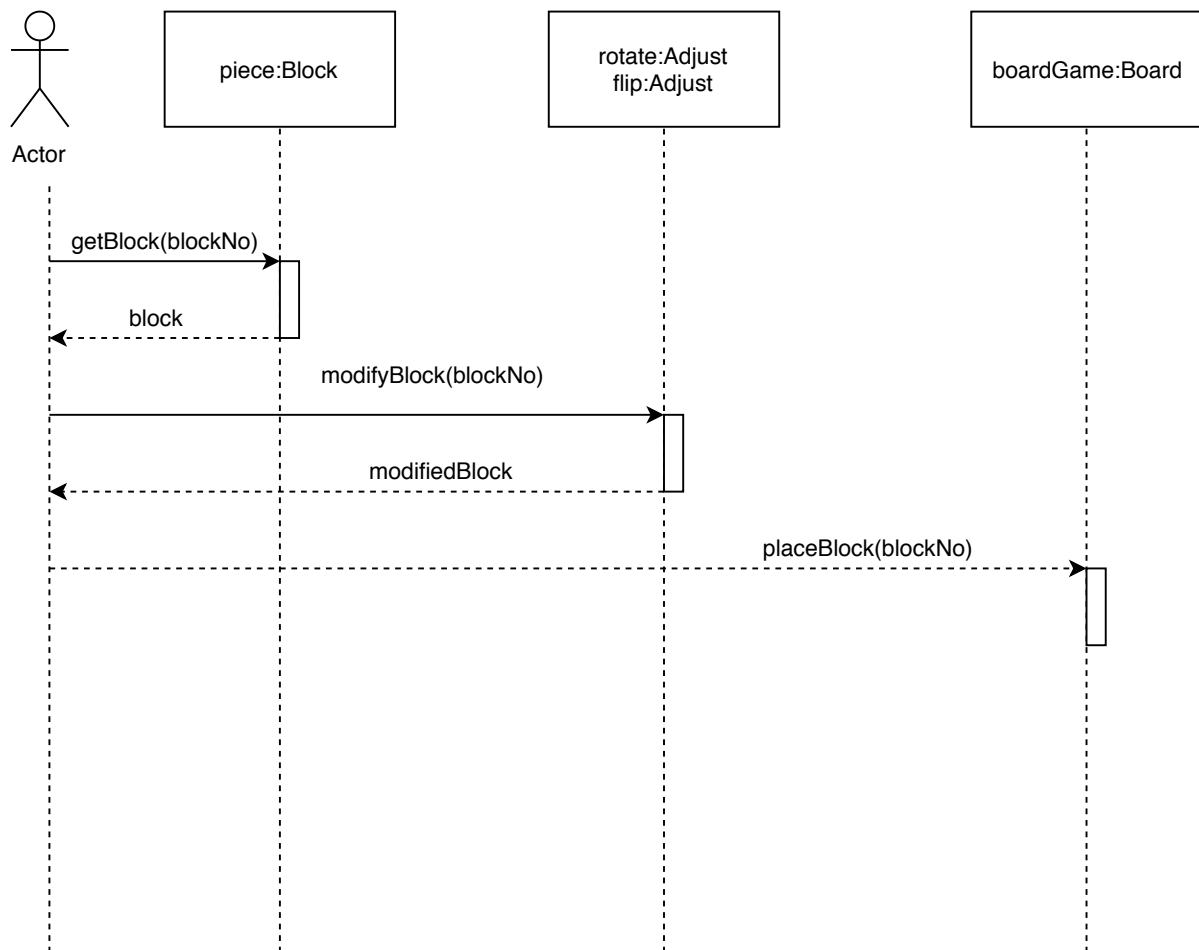 piece:Block
rotate:Adjust
flip:Adjust
boardGame:Board
Actor
getBlock(blockNo)
block
modifyBlock(blockNo)
modifiedBlock
placeBlock(blockNo)